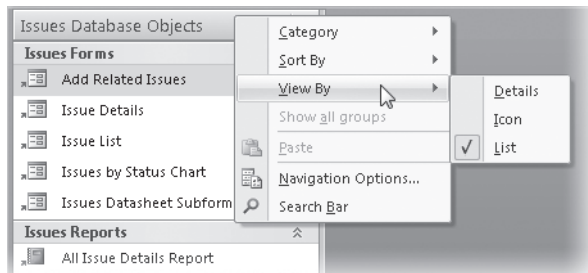 Issues Database Objects
Issues Forms
Add Related Issues
Issue Details
Issue List
Issues by Status Chart
Issues Datasheet Subform
Issues Reports
All Issue Details Report
Category
Sort By
View By
Show all groups
Paste
Navigation Options...
Search Bar
Details
Icon
List